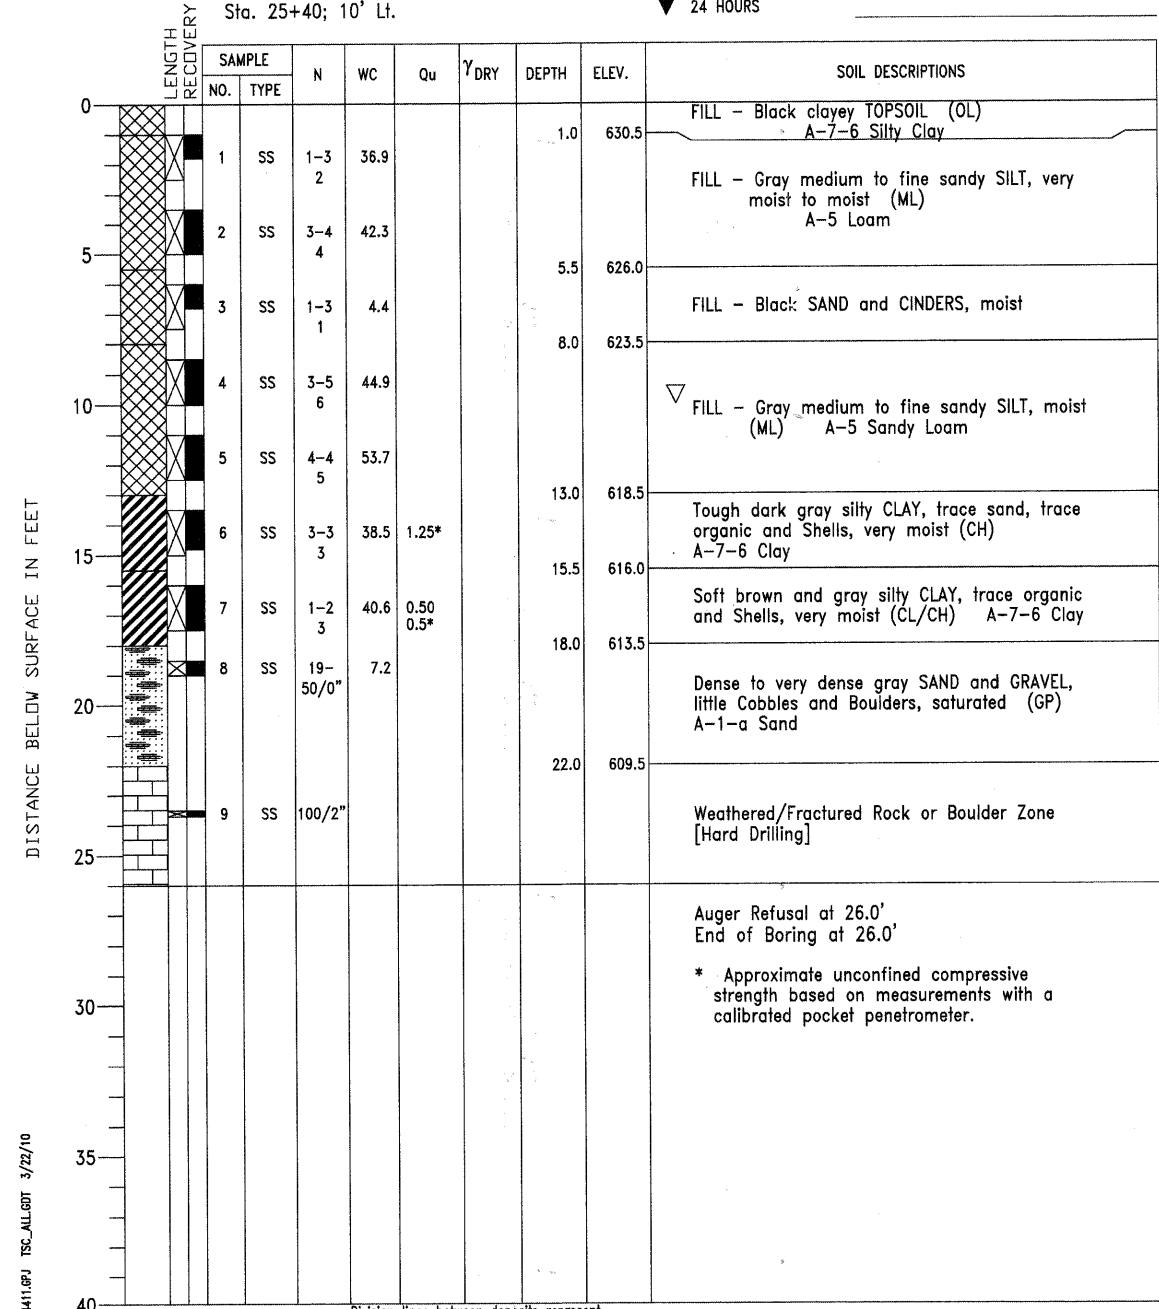 Sta. 25+40; 10' Lt.
▼ 24 HOURS
LENGTH
RECOVERY
SAMPLE
NO. TYPE N WC Qu γDRY DEPTH ELEV. SOIL DESCRIPTIONS
0
FILL - Black clayey TOPSOIL (OL)
1.0 630.5 A-7-6 Silty Clay
1 SS 1-3 36.9
2
FILL - Gray medium to fine sandy SILT, very
moist to moist (ML)
A-5 Loam
2 SS 3-4 42.3
4
5
5.5 626.0
3 SS 1-3 4.4 FILL - Black SAND and CINDERS, moist
1
8.0 623.5
4 SS 3-5 44.9
6
10 ▽ FILL - Gray medium to fine sandy SILT, moist
(ML) A-5 Sandy Loam
5 SS 4-4 53.7
5
13.0 618.5
Tough dark gray silty CLAY, trace sand, trace
6 SS 3-3 38.5 1.25* organic and Shells, very moist (CH)
3 A-7-6 Clay
15
15.5 616.0
Soft brown and gray silty CLAY, trace organic
7 SS 1-2 40.6 0.50 and Shells, very moist (CL/CH) A-7-6 Clay
3 0.5*
18.0 613.5
8 SS 19- 7.2
50/0"
Dense to very dense gray SAND and GRAVEL,
20 little Cobbles and Boulders, saturated (GP)
A-1-a Sand
22.0 609.5
9 SS 100/2" Weathered/Fractured Rock or Boulder Zone
[Hard Drilling]
25
Auger Refusal at 26.0'
End of Boring at 26.0'
* Approximate unconfined compressive
strength based on measurements with a
calibrated pocket penetrometer.
30
35
40
DISTANCE BELOW SURFACE IN FEET
411.GPJ TSC_ALL.GDT 3/22/10